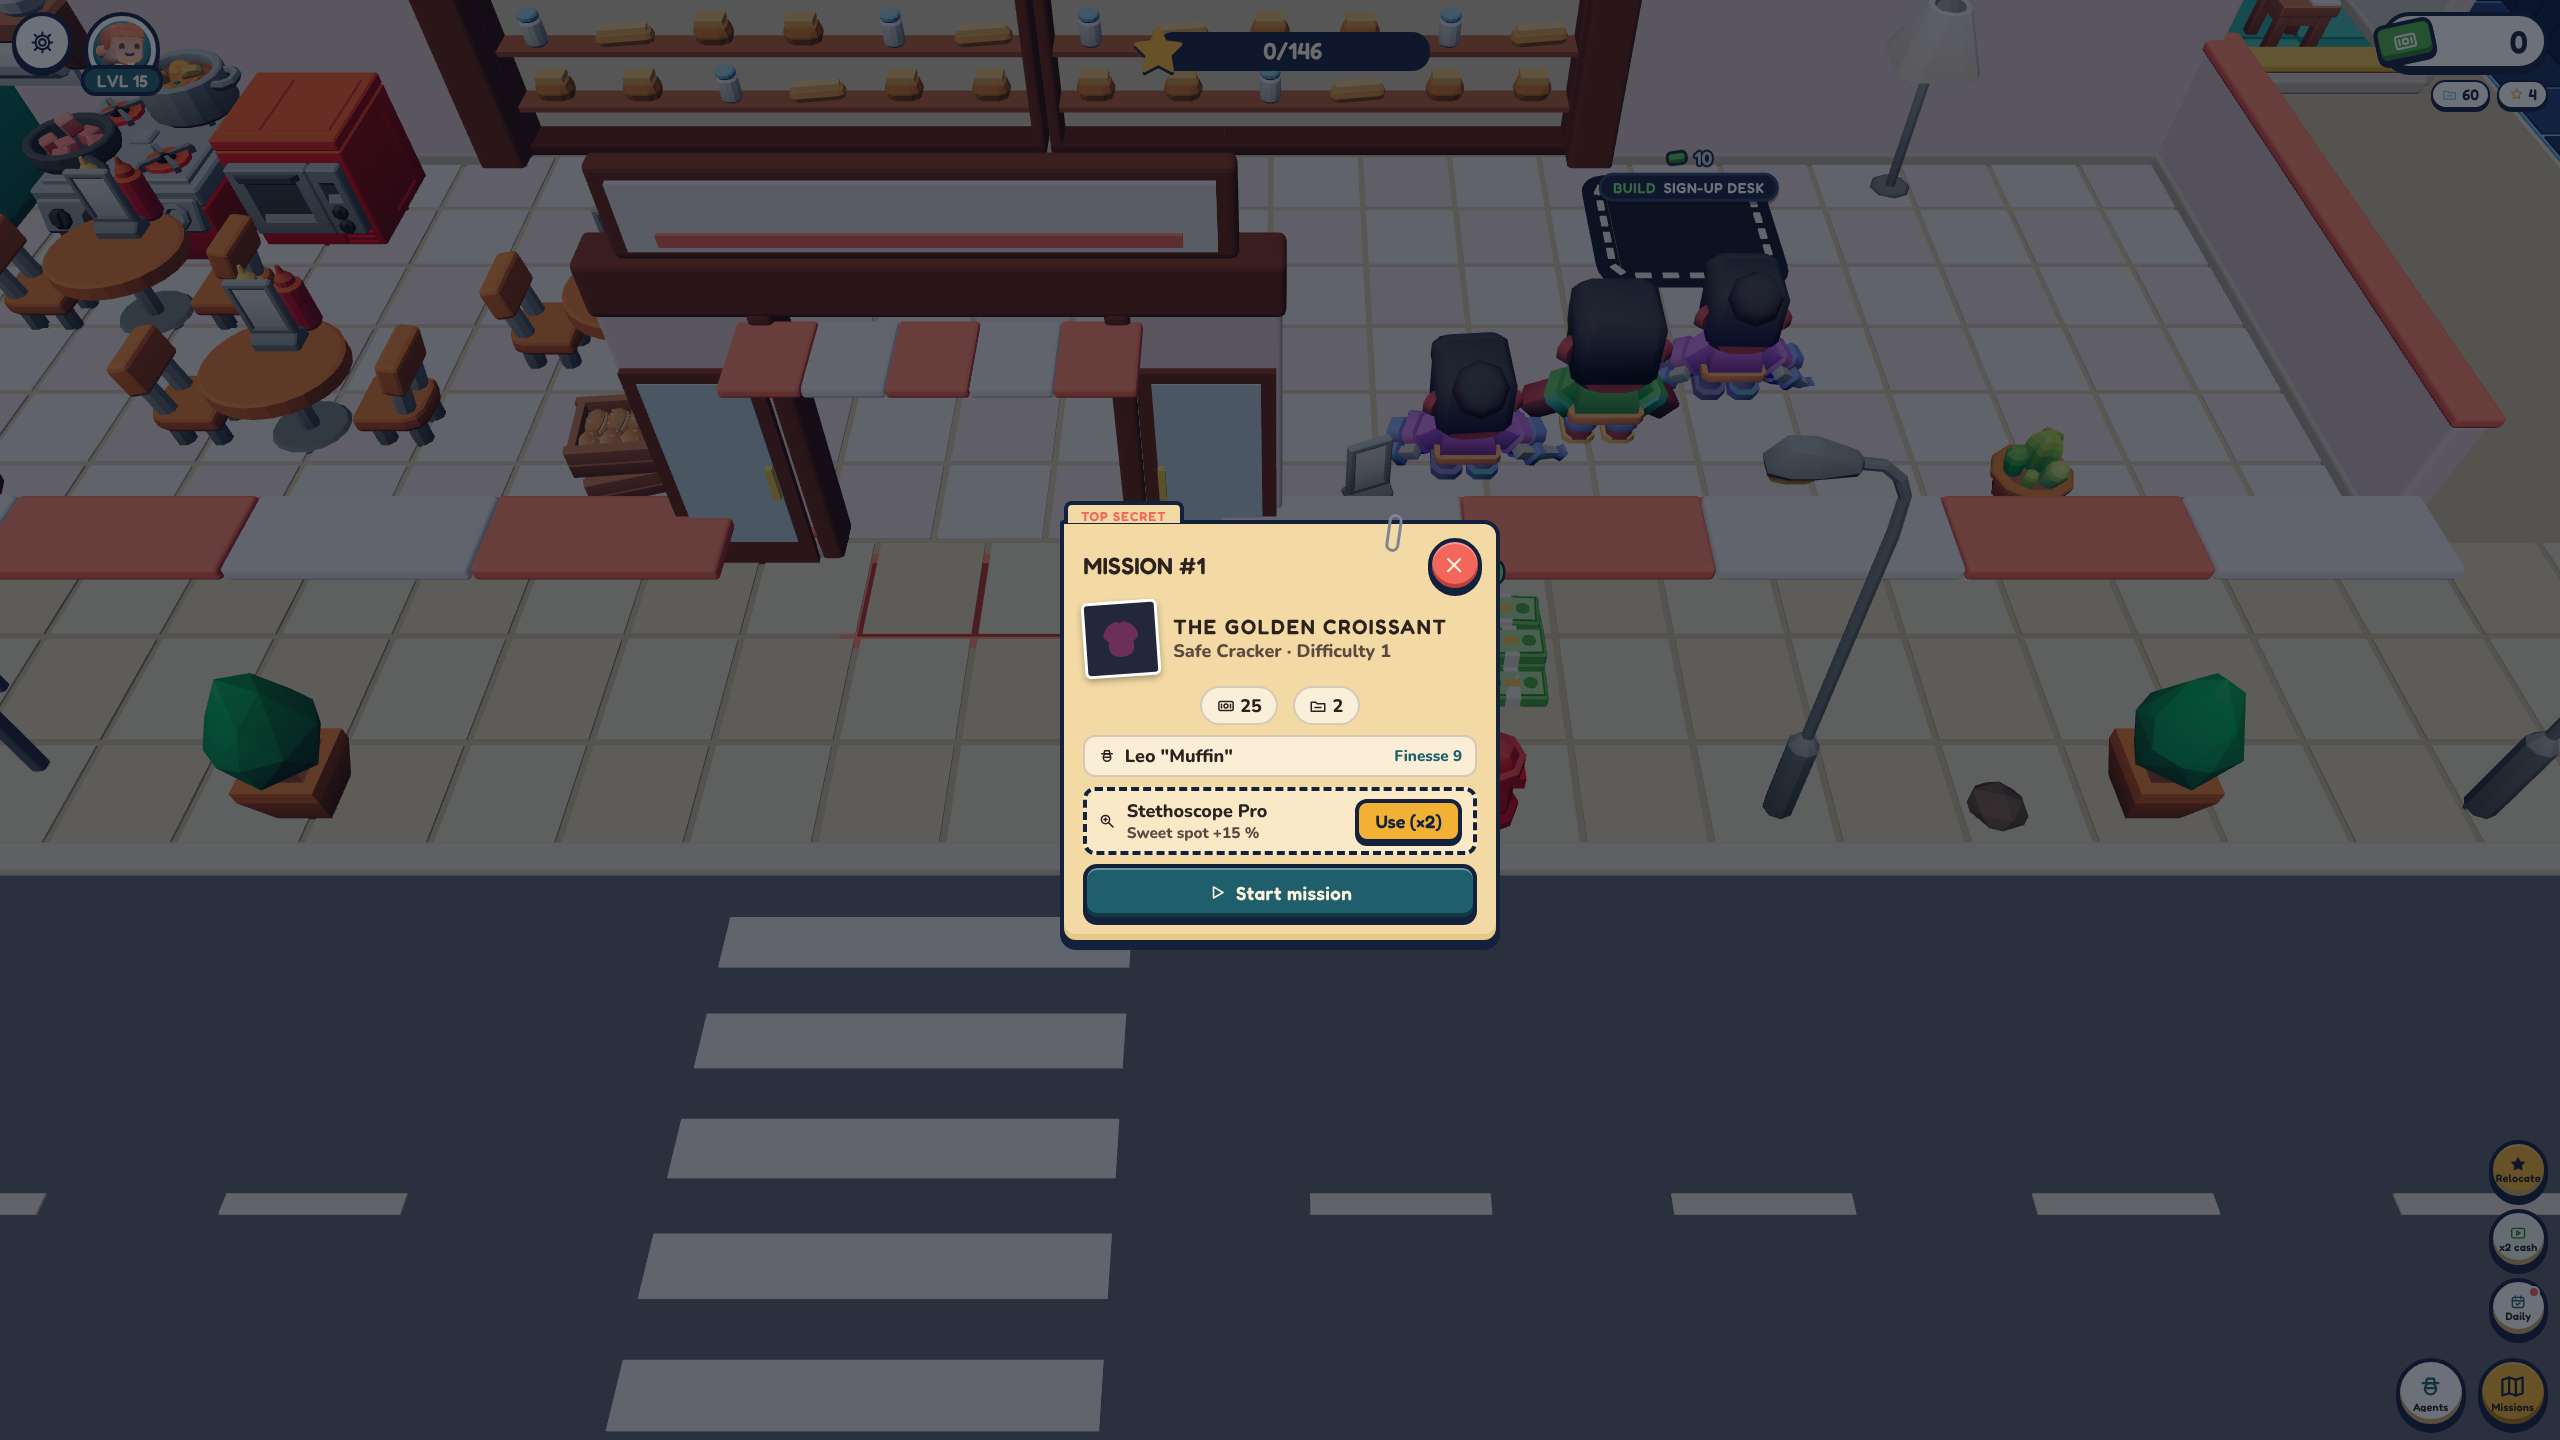 LVL 15
0/146
0
60
4
10
BUILD SIGN-UP DESK
TOP SECRET
MISSION #1
THE GOLDEN CROISSANT
Safe Cracker · Difficulty 1
25
2
Leo "Muffin"
Finesse 9
Stethoscope Pro
Sweet spot +15 %
Use (x2)
Start mission
Relocate
x2 cash
Daily
Agents
Missions